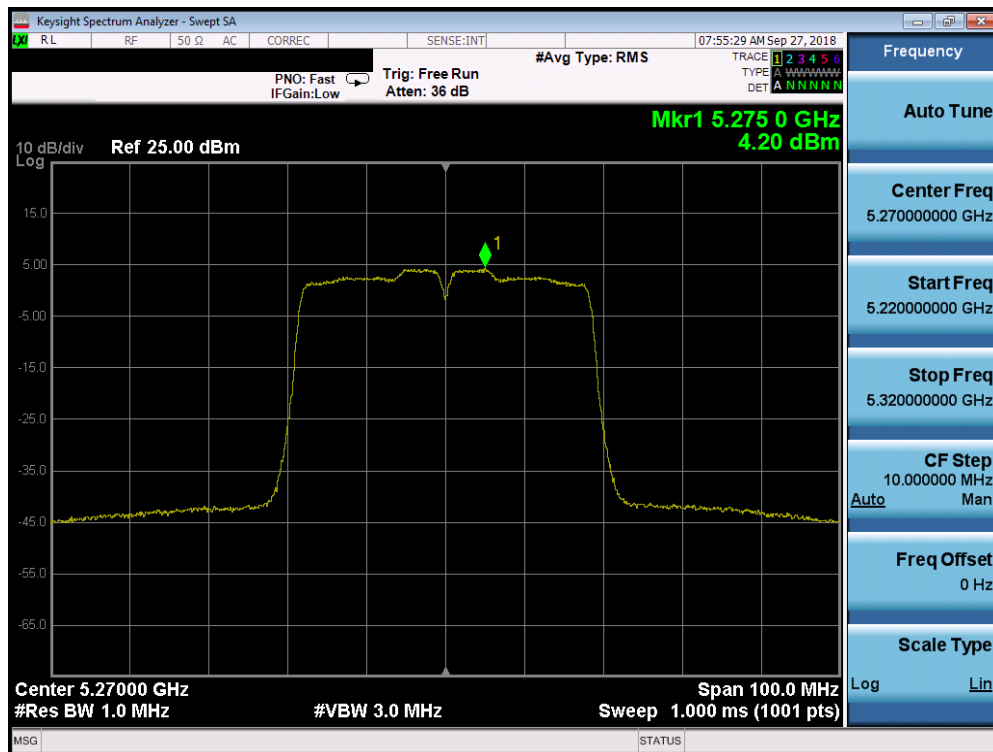 Keysight Spectrum Analyzer - Swept SA
LXI RL RF 50 Ω AC CORREC SENSE:INT 07:55:29 AM Sep 27, 2018
#Avg Type: RMS
TRACE 1 2 3 4 5 6
PNO: Fast Trig: Free Run TYPE A WWWWWW
IFGain:Low Atten: 36 dB DET A N N N N N
Mkr1 5.275 0 GHz
4.20 dBm
10 dB/div Ref 25.00 dBm
Log
15.0
1
5.00
-5.00
-15.0
-25.0
-35.0
-45.0
-55.0
-65.0
Center 5.27000 GHz Span 100.0 MHz
#Res BW 1.0 MHz #VBW 3.0 MHz Sweep 1.000 ms (1001 pts)
MSG STATUS
Frequency
Auto Tune
Center Freq
5.270000000 GHz
Start Freq
5.220000000 GHz
Stop Freq
5.320000000 GHz
CF Step
10.000000 MHz
Auto Man
Freq Offset
0 Hz
Scale Type
Log Lin